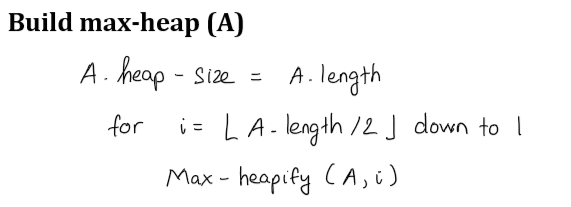 Build max-heap (A)
A. heap - size = A. length
for i = ⌊ A. length / 2 ⌋ down to 1
Max - heapify (A, i)